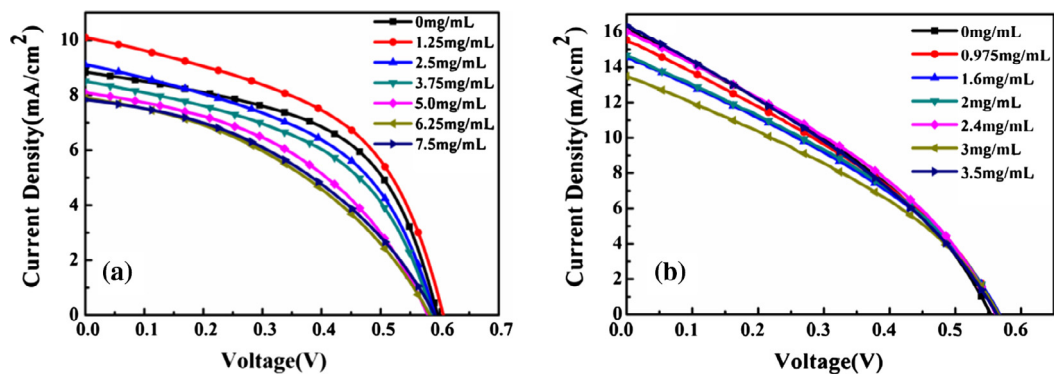 (a)
Current Density(mA/cm²)
10
8
6
4
2
0
0.0 0.1 0.2 0.3 0.4 0.5 0.6 0.7
Voltage(V)
0mg/mL
1.25mg/mL
2.5mg/mL
3.75mg/mL
5.0mg/mL
6.25mg/mL
7.5mg/mL
(b)
Current Density(mA/cm²)
16
14
12
10
8
6
4
2
0
0.0 0.1 0.2 0.3 0.4 0.5 0.6
Voltage(V)
0mg/mL
0.975mg/mL
1.6mg/mL
2mg/mL
2.4mg/mL
3mg/mL
3.5mg/mL